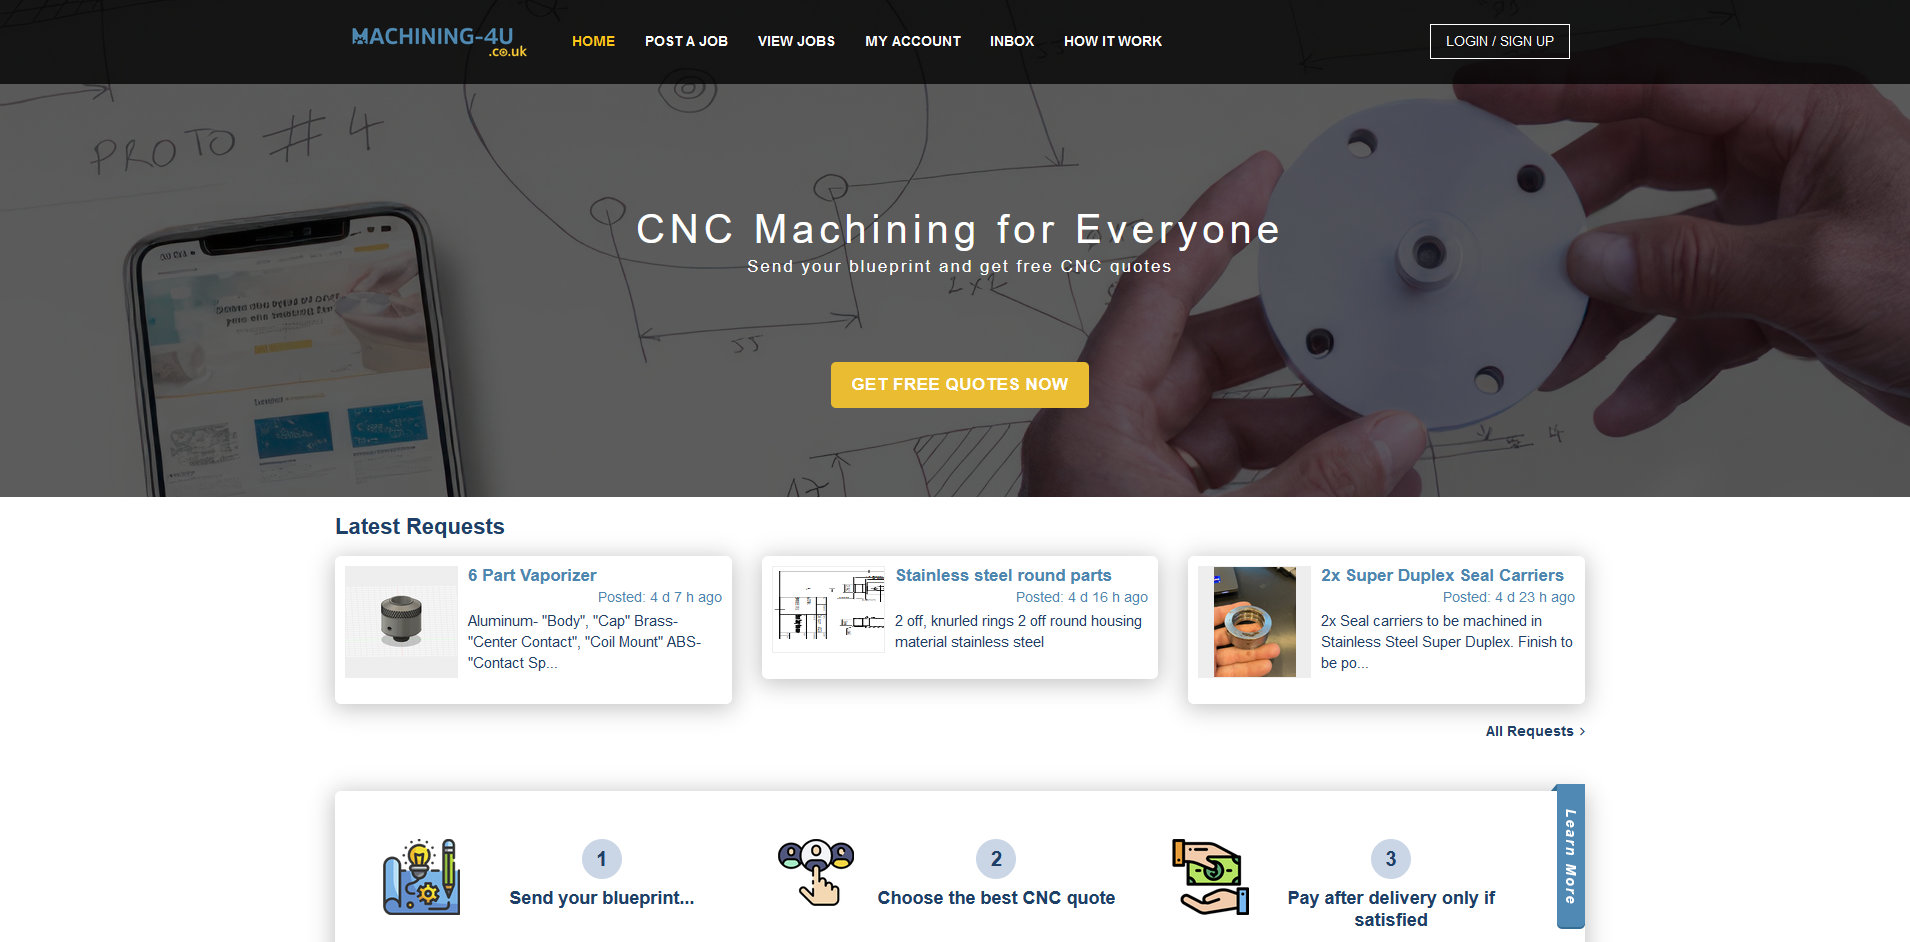 MACHINING-4U
.co.uk
HOME
POST A JOB
VIEW JOBS
MY ACCOUNT
INBOX
HOW IT WORK
LOGIN / SIGN UP
PROTO # 4
CNC Machining for Everyone
Send your blueprint and get free CNC quotes
GET FREE QUOTES NOW
Latest Requests
6 Part Vaporizer
Posted: 4 d 7 h ago
Aluminum- "Body", "Cap" Brass-
"Center Contact", "Coil Mount" ABS-
"Contact Sp...
Stainless steel round parts
Posted: 4 d 16 h ago
2 off, knurled rings 2 off round housing
material stainless steel
2x Super Duplex Seal Carriers
Posted: 4 d 23 h ago
2x Seal carriers to be machined in
Stainless Steel Super Duplex. Finish to
be po...
All Requests
Learn More
1
Send your blueprint...
2
Choose the best CNC quote
3
Pay after delivery only if
satisfied